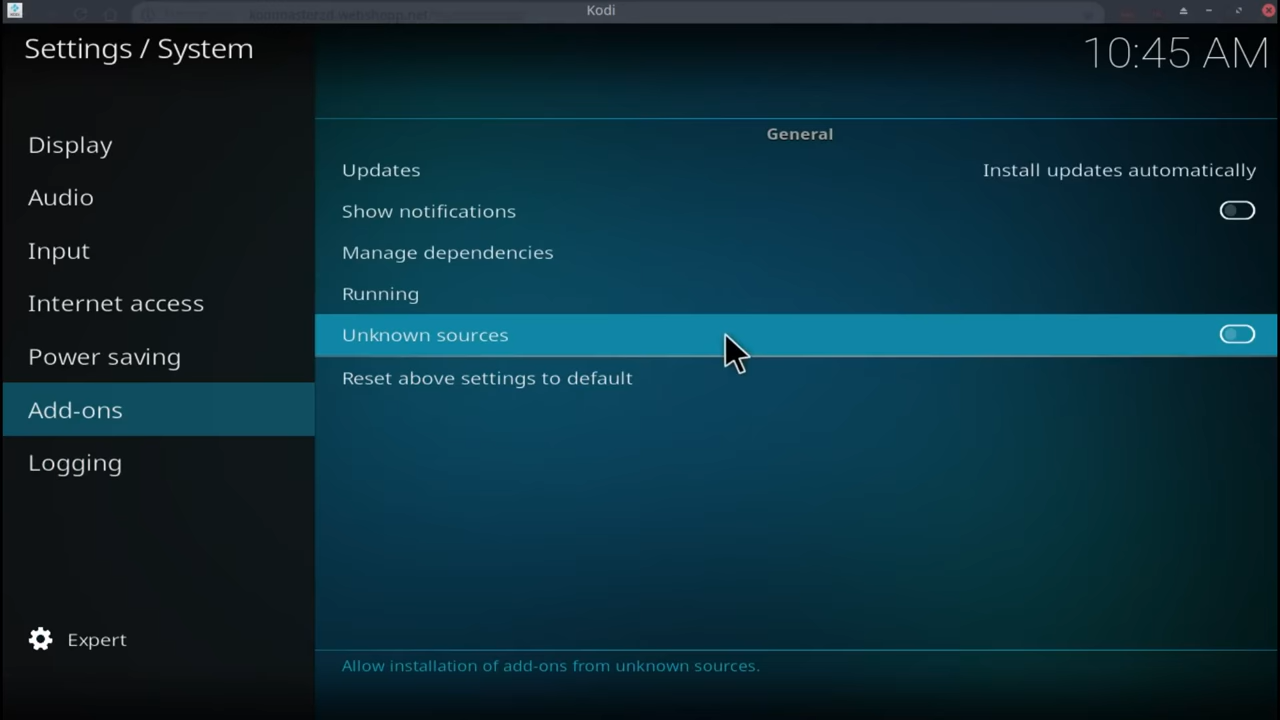 Kodi
Settings / System
10:45 AM
Display
Audio
Input
Internet access
Power saving
Add-ons
Logging
Expert
General
Updates
Install updates automatically
Show notifications
Manage dependencies
Running
Unknown sources
Reset above settings to default
Allow installation of add-ons from unknown sources.